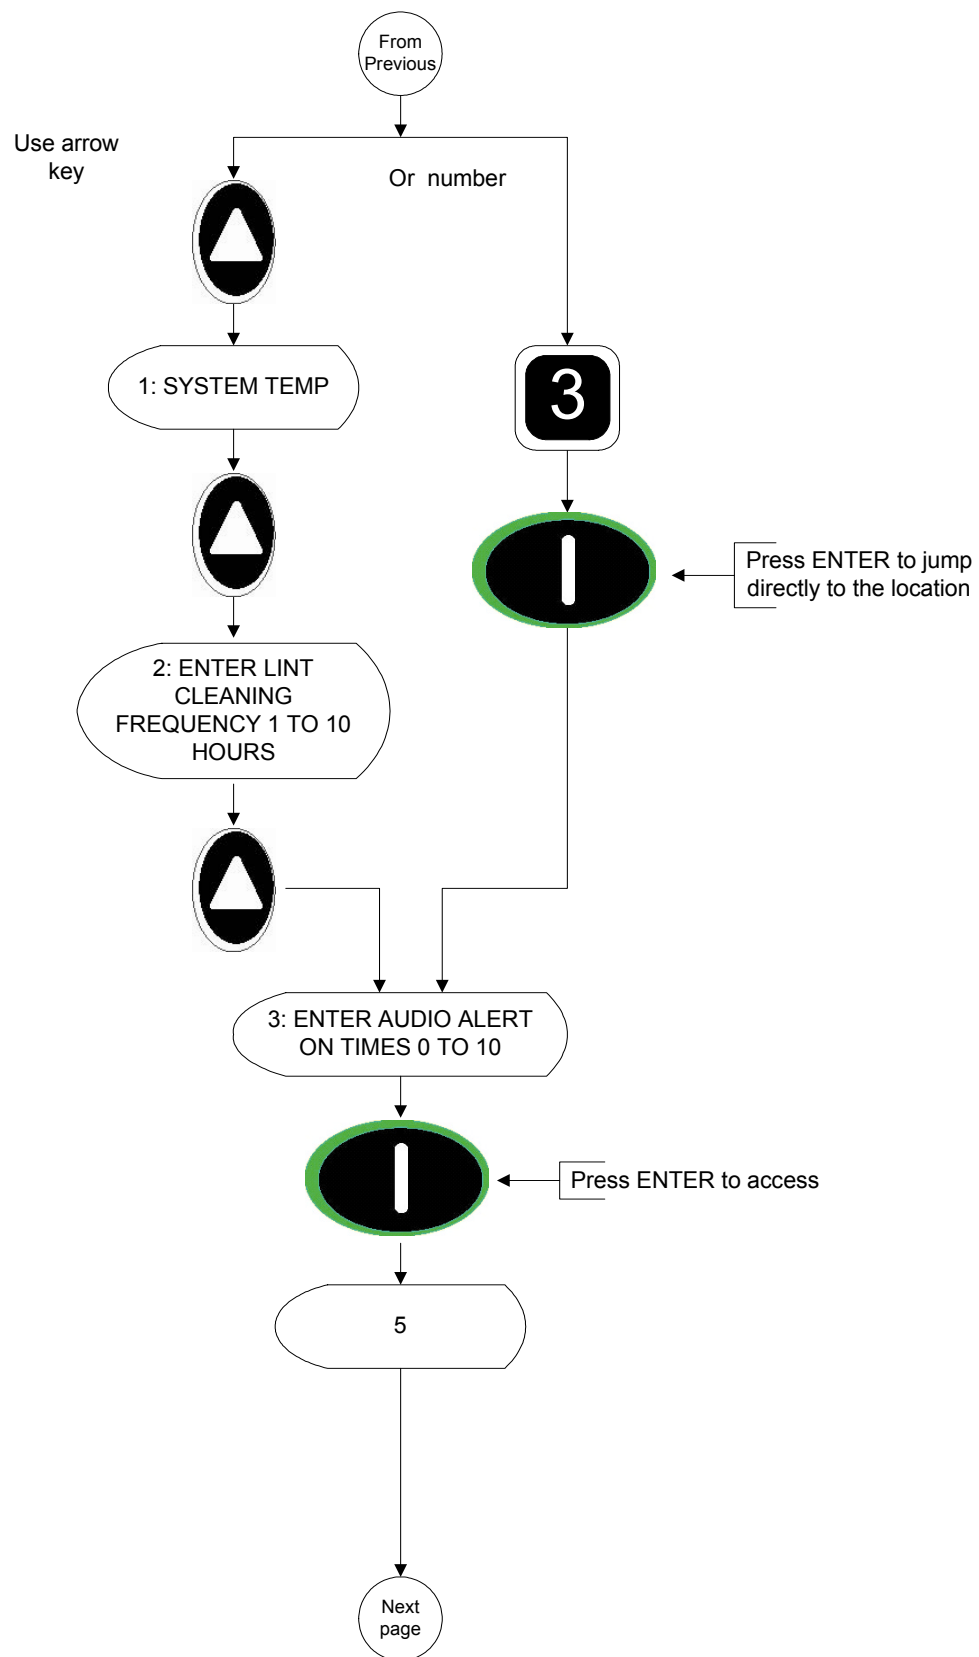 From
Previous
Use arrow
key
Or number
1: SYSTEM TEMP
3
Press ENTER to jump
directly to the location
2: ENTER LINT
CLEANING
FREQUENCY 1 TO 10
HOURS
3: ENTER AUDIO ALERT
ON TIMES 0 TO 10
Press ENTER to access
5
Next
page